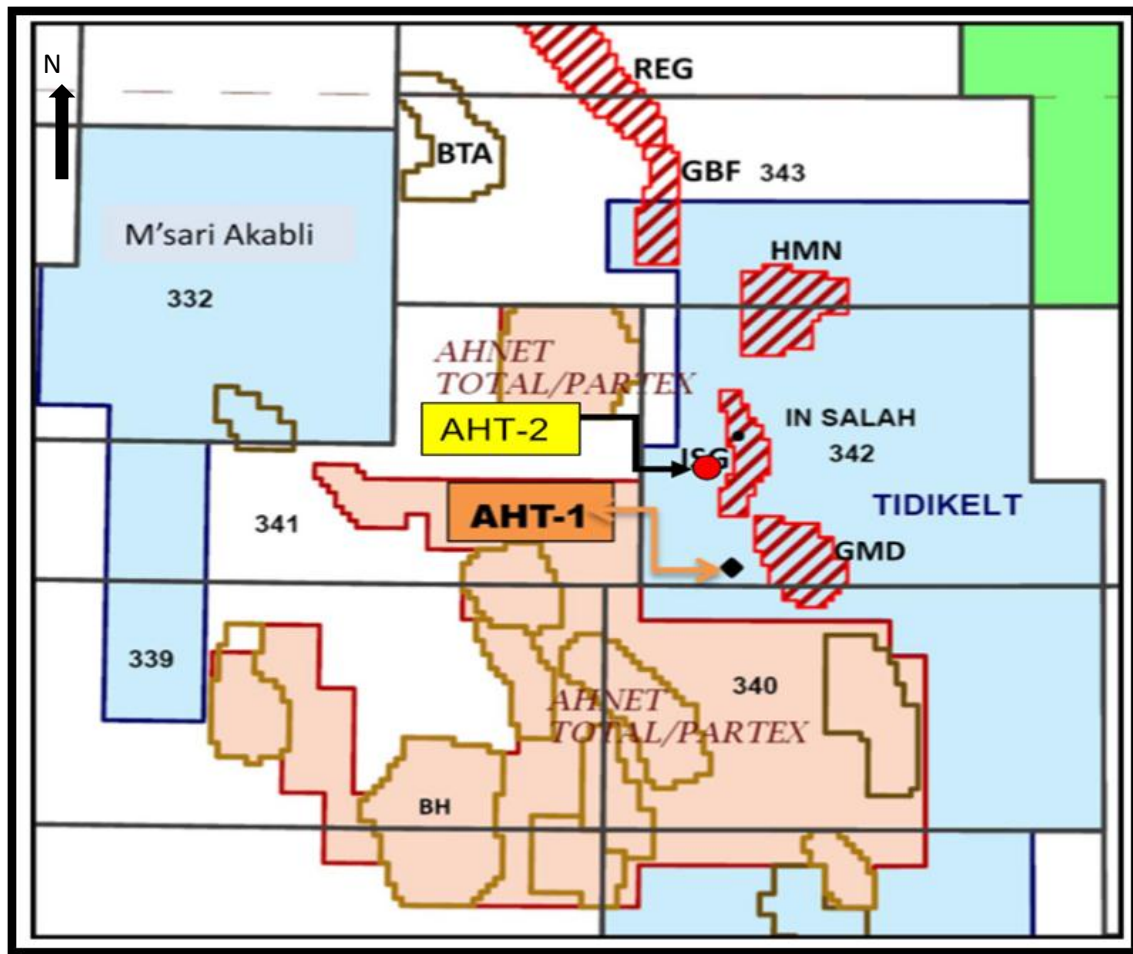 N
REG
BTA
GBF 343
M'sari Akabli
HMN
332
AHNET
TOTAL/PARTEX
AHT-2
IN SALAH
342
ISG
TIDIKELT
AHT-1
341
GMD
339
340
AHNET
TOTAL/PARTEX
BH